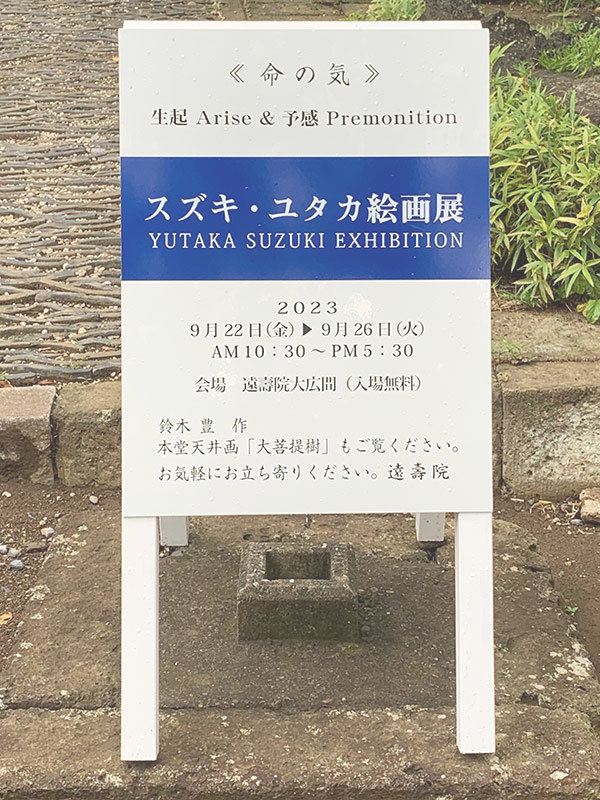 《命の気》
生起 Arise & 予感 Premonition
スズキ・ユタカ絵画展
YUTAKA SUZUKI EXHIBITION
2023
9月22日(金)▶9月26日(火)
AM10：30～PM5：30
会場　遠壽院大広間（入場無料）
鈴木 豊　作
本堂天井画「大菩提樹」もご覧ください。
お気軽にお立ち寄りください。遠壽院